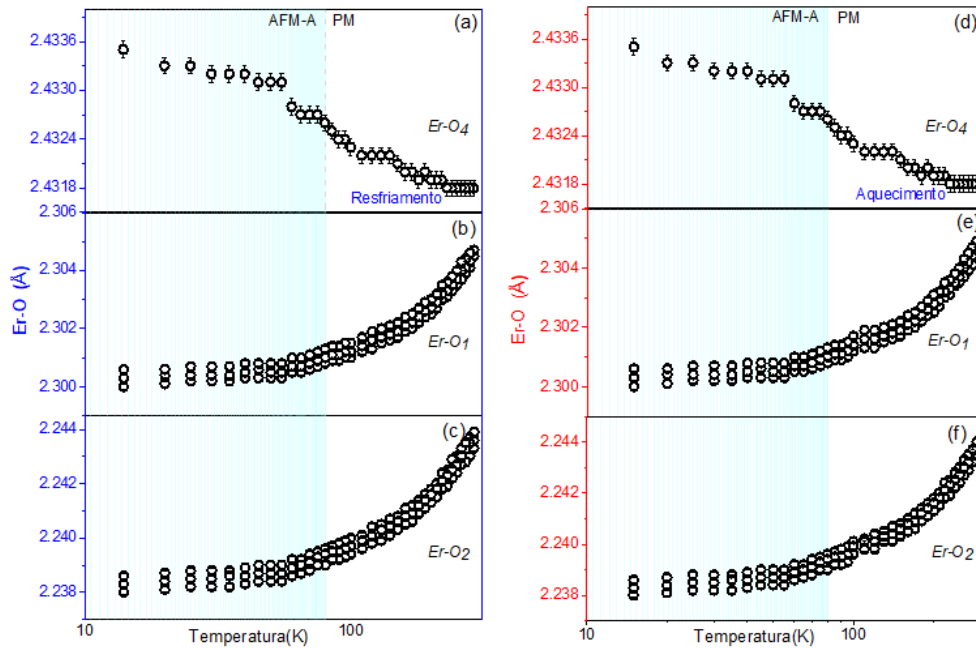 AFM-A PM (a)
2.4336
2.4330
2.4324
2.4318
2.306
Er-O4
Resfriamento
(b)
2.304
2.302
2.300
Er-O1
Er-O (Å)
(c)
2.244
2.242
2.240
2.238
Er-O2
10 100
Temperatura(K)
AFM-A PM (d)
2.4336
2.4330
2.4324
2.4318
2.306
Er-O4
Aquecimento
(e)
2.304
2.302
2.300
Er-O1
Er-O (Å)
(f)
2.244
2.242
2.240
2.238
Er-O2
10 100
Temperatura(K)